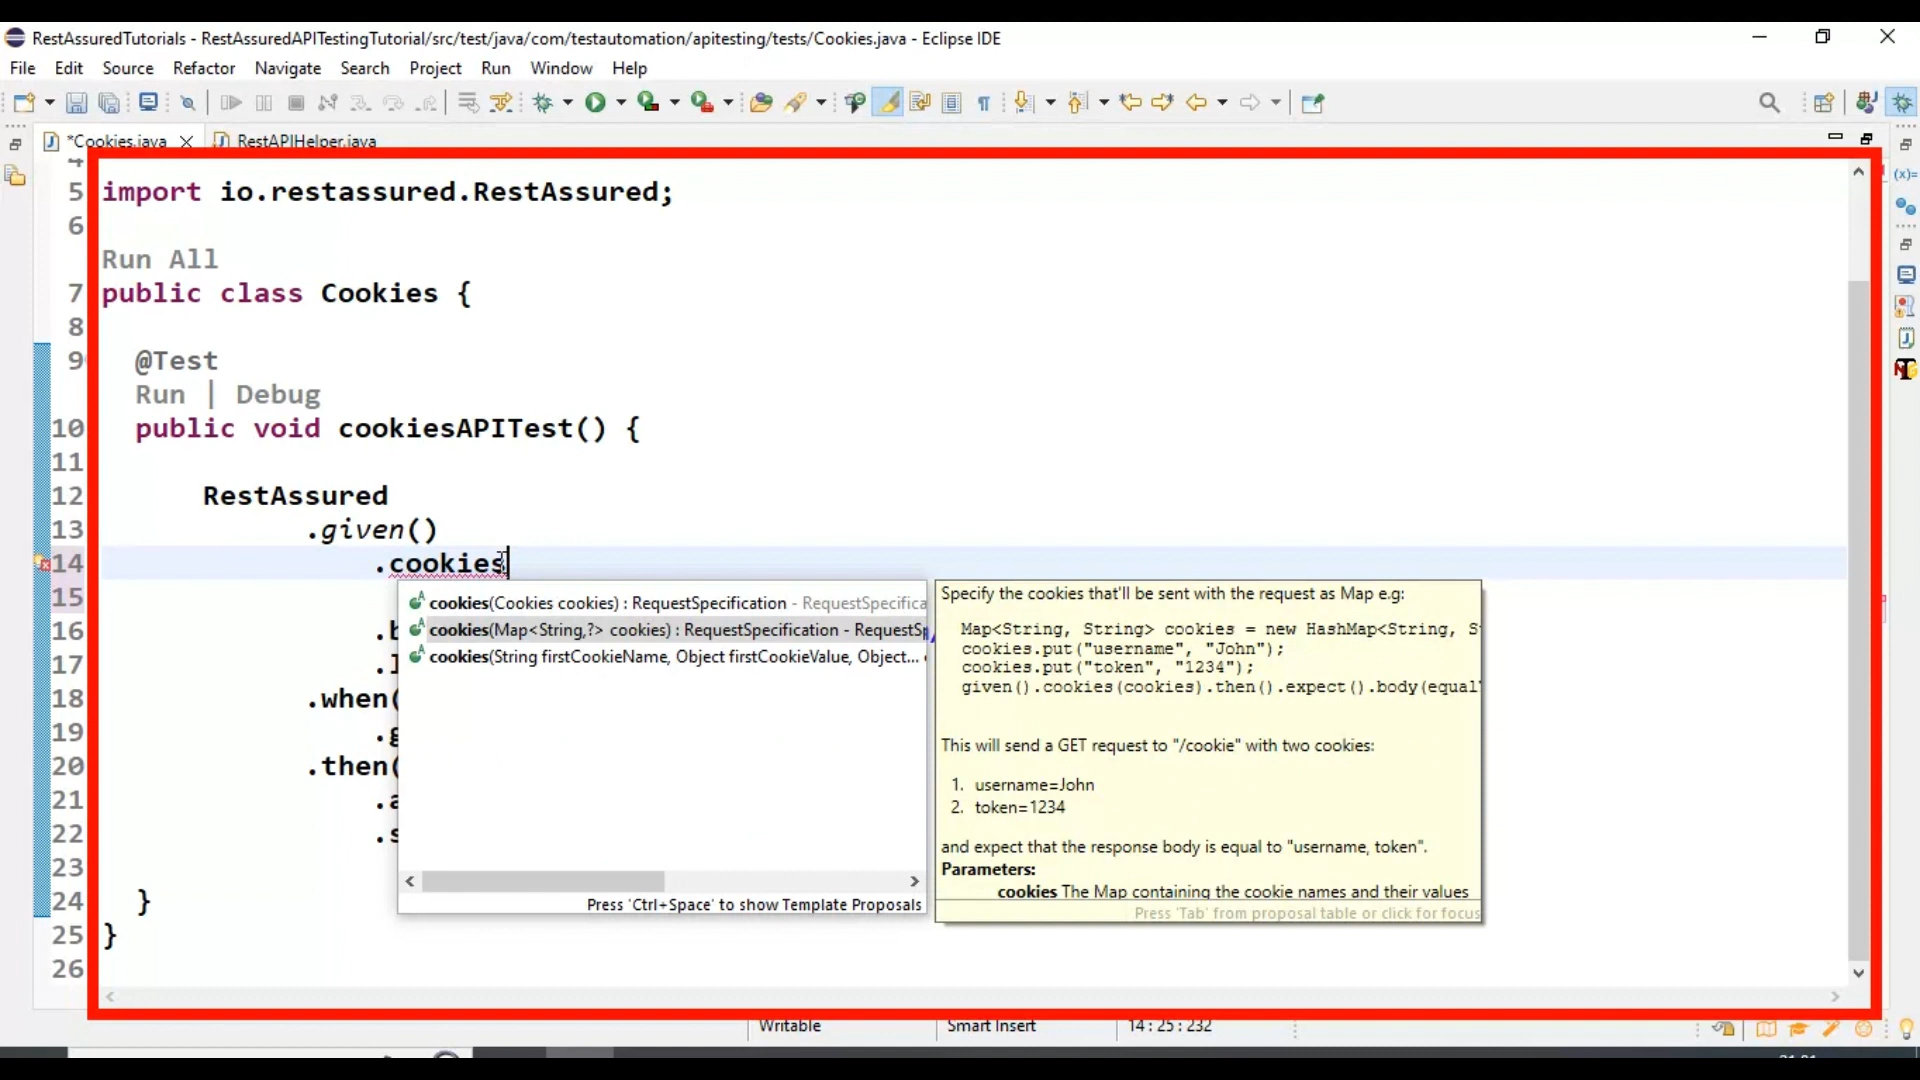 RestAssuredTutorials - RestAssuredAPITestingTutorial/src/test/java/com/testautomation/apitesting/tests/Cookies.java - Eclipse IDE
File Edit Source Refactor Navigate Search Project Run Window Help
*Cookies.java RestAPIHelper.java
4
5 import io.restassured.RestAssured;
6
Run All
7 public class Cookies {
8
9 @Test
Run | Debug
10 public void cookiesAPITest() {
11
12 RestAssured
13 .given()
14 .cookies
15
16 .b
17 .l
18 .when(
19 .g
20 .then(
21 .a
22 .s
23
24 }
25 }
26
cookies(Cookies cookies) : RequestSpecification - RequestSpecifica
cookies(Map<String,?> cookies) : RequestSpecification - RequestSp
cookies(String firstCookieName, Object firstCookieValue, Object...
Press 'Ctrl+Space' to show Template Proposals
Specify the cookies that'll be sent with the request as Map e.g:
Map<String, String> cookies = new HashMap<String, S
cookies.put("username", "John");
cookies.put("token", "1234");
given().cookies(cookies).then().expect().body(equal
This will send a GET request to "/cookie" with two cookies:
1. username=John
2. token=1234
and expect that the response body is equal to "username, token".
Parameters:
cookies The Map containing the cookie names and their values
Press 'Tab' from proposal table or click for focus
Writable Smart Insert 14 : 25 : 232